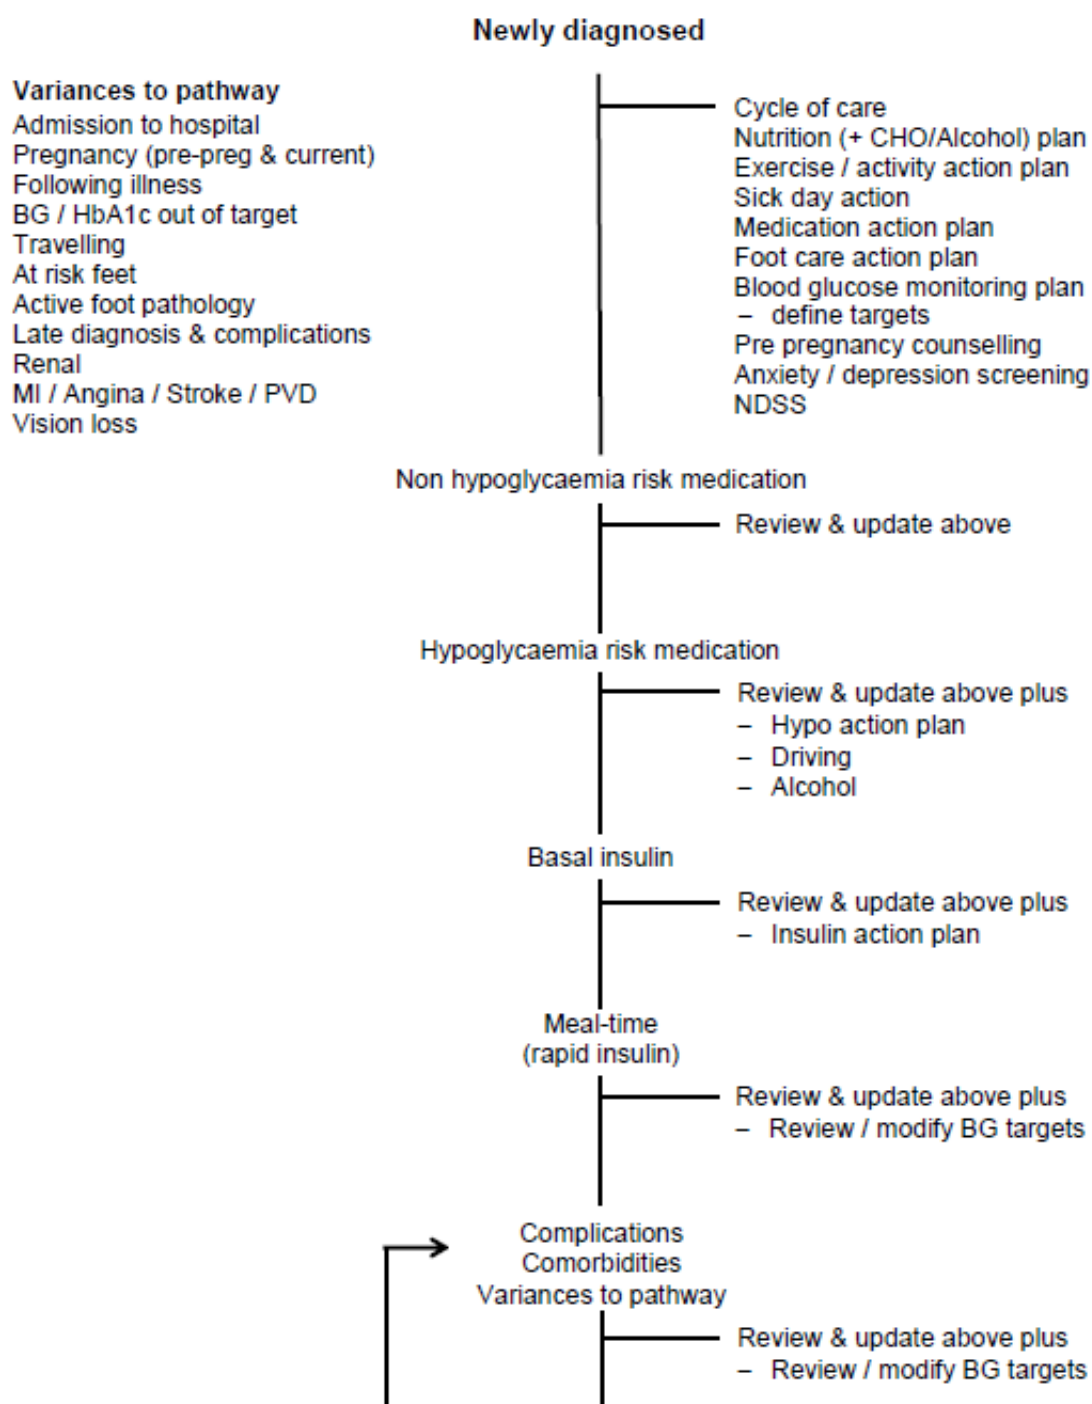 Newly diagnosed
Variances to pathway
Admission to hospital
Pregnancy (pre-preg & current)
Following illness
BG / HbA1c out of target
Travelling
At risk feet
Active foot pathology
Late diagnosis & complications
Renal
MI / Angina / Stroke / PVD
Vision loss
Cycle of care
Nutrition (+ CHO/Alcohol) plan
Exercise / activity action plan
Sick day action
Medication action plan
Foot care action plan
Blood glucose monitoring plan
– define targets
Pre pregnancy counselling
Anxiety / depression screening
NDSS
Non hypoglycaemia risk medication
Review & update above
Hypoglycaemia risk medication
Review & update above plus
– Hypo action plan
– Driving
– Alcohol
Basal insulin
Review & update above plus
– Insulin action plan
Meal-time
(rapid insulin)
Review & update above plus
– Review / modify BG targets
Complications
Comorbidities
Variances to pathway
Review & update above plus
– Review / modify BG targets